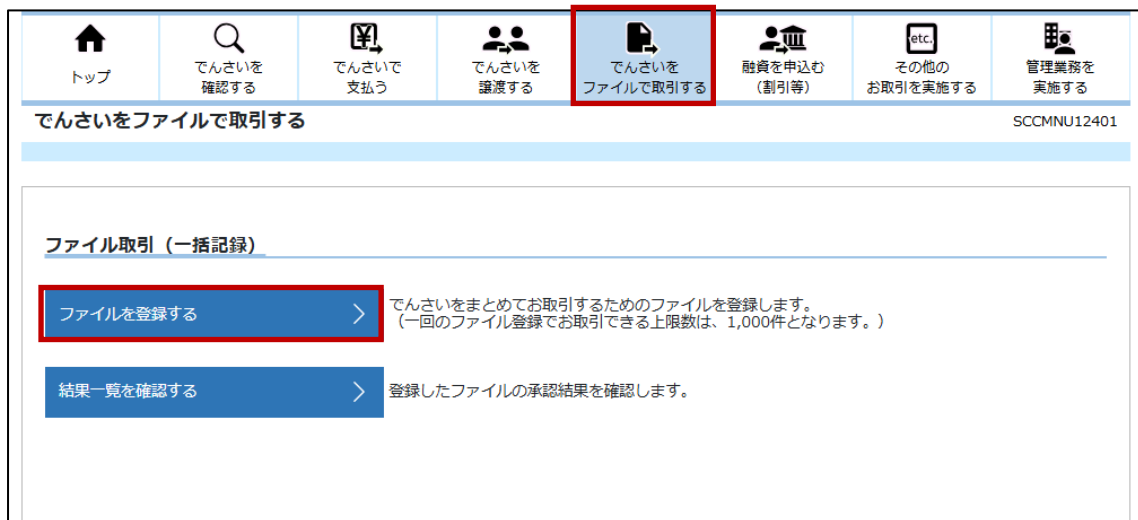 トップ
でんさいを
確認する
でんさいで
支払う
でんさいを
譲渡する
でんさいを
ファイルで取引する
融資を申込む
(割引等)
etc.
その他の
お取引を実施する
管理業務を
実施する
でんさいをファイルで取引する
SCCMNU12401
ファイル取引（一括記録）
ファイルを登録する
でんさいをまとめてお取引するためのファイルを登録します。
（一回のファイル登録でお取引できる上限数は、1,000件となります。）
結果一覧を確認する
登録したファイルの承認結果を確認します。